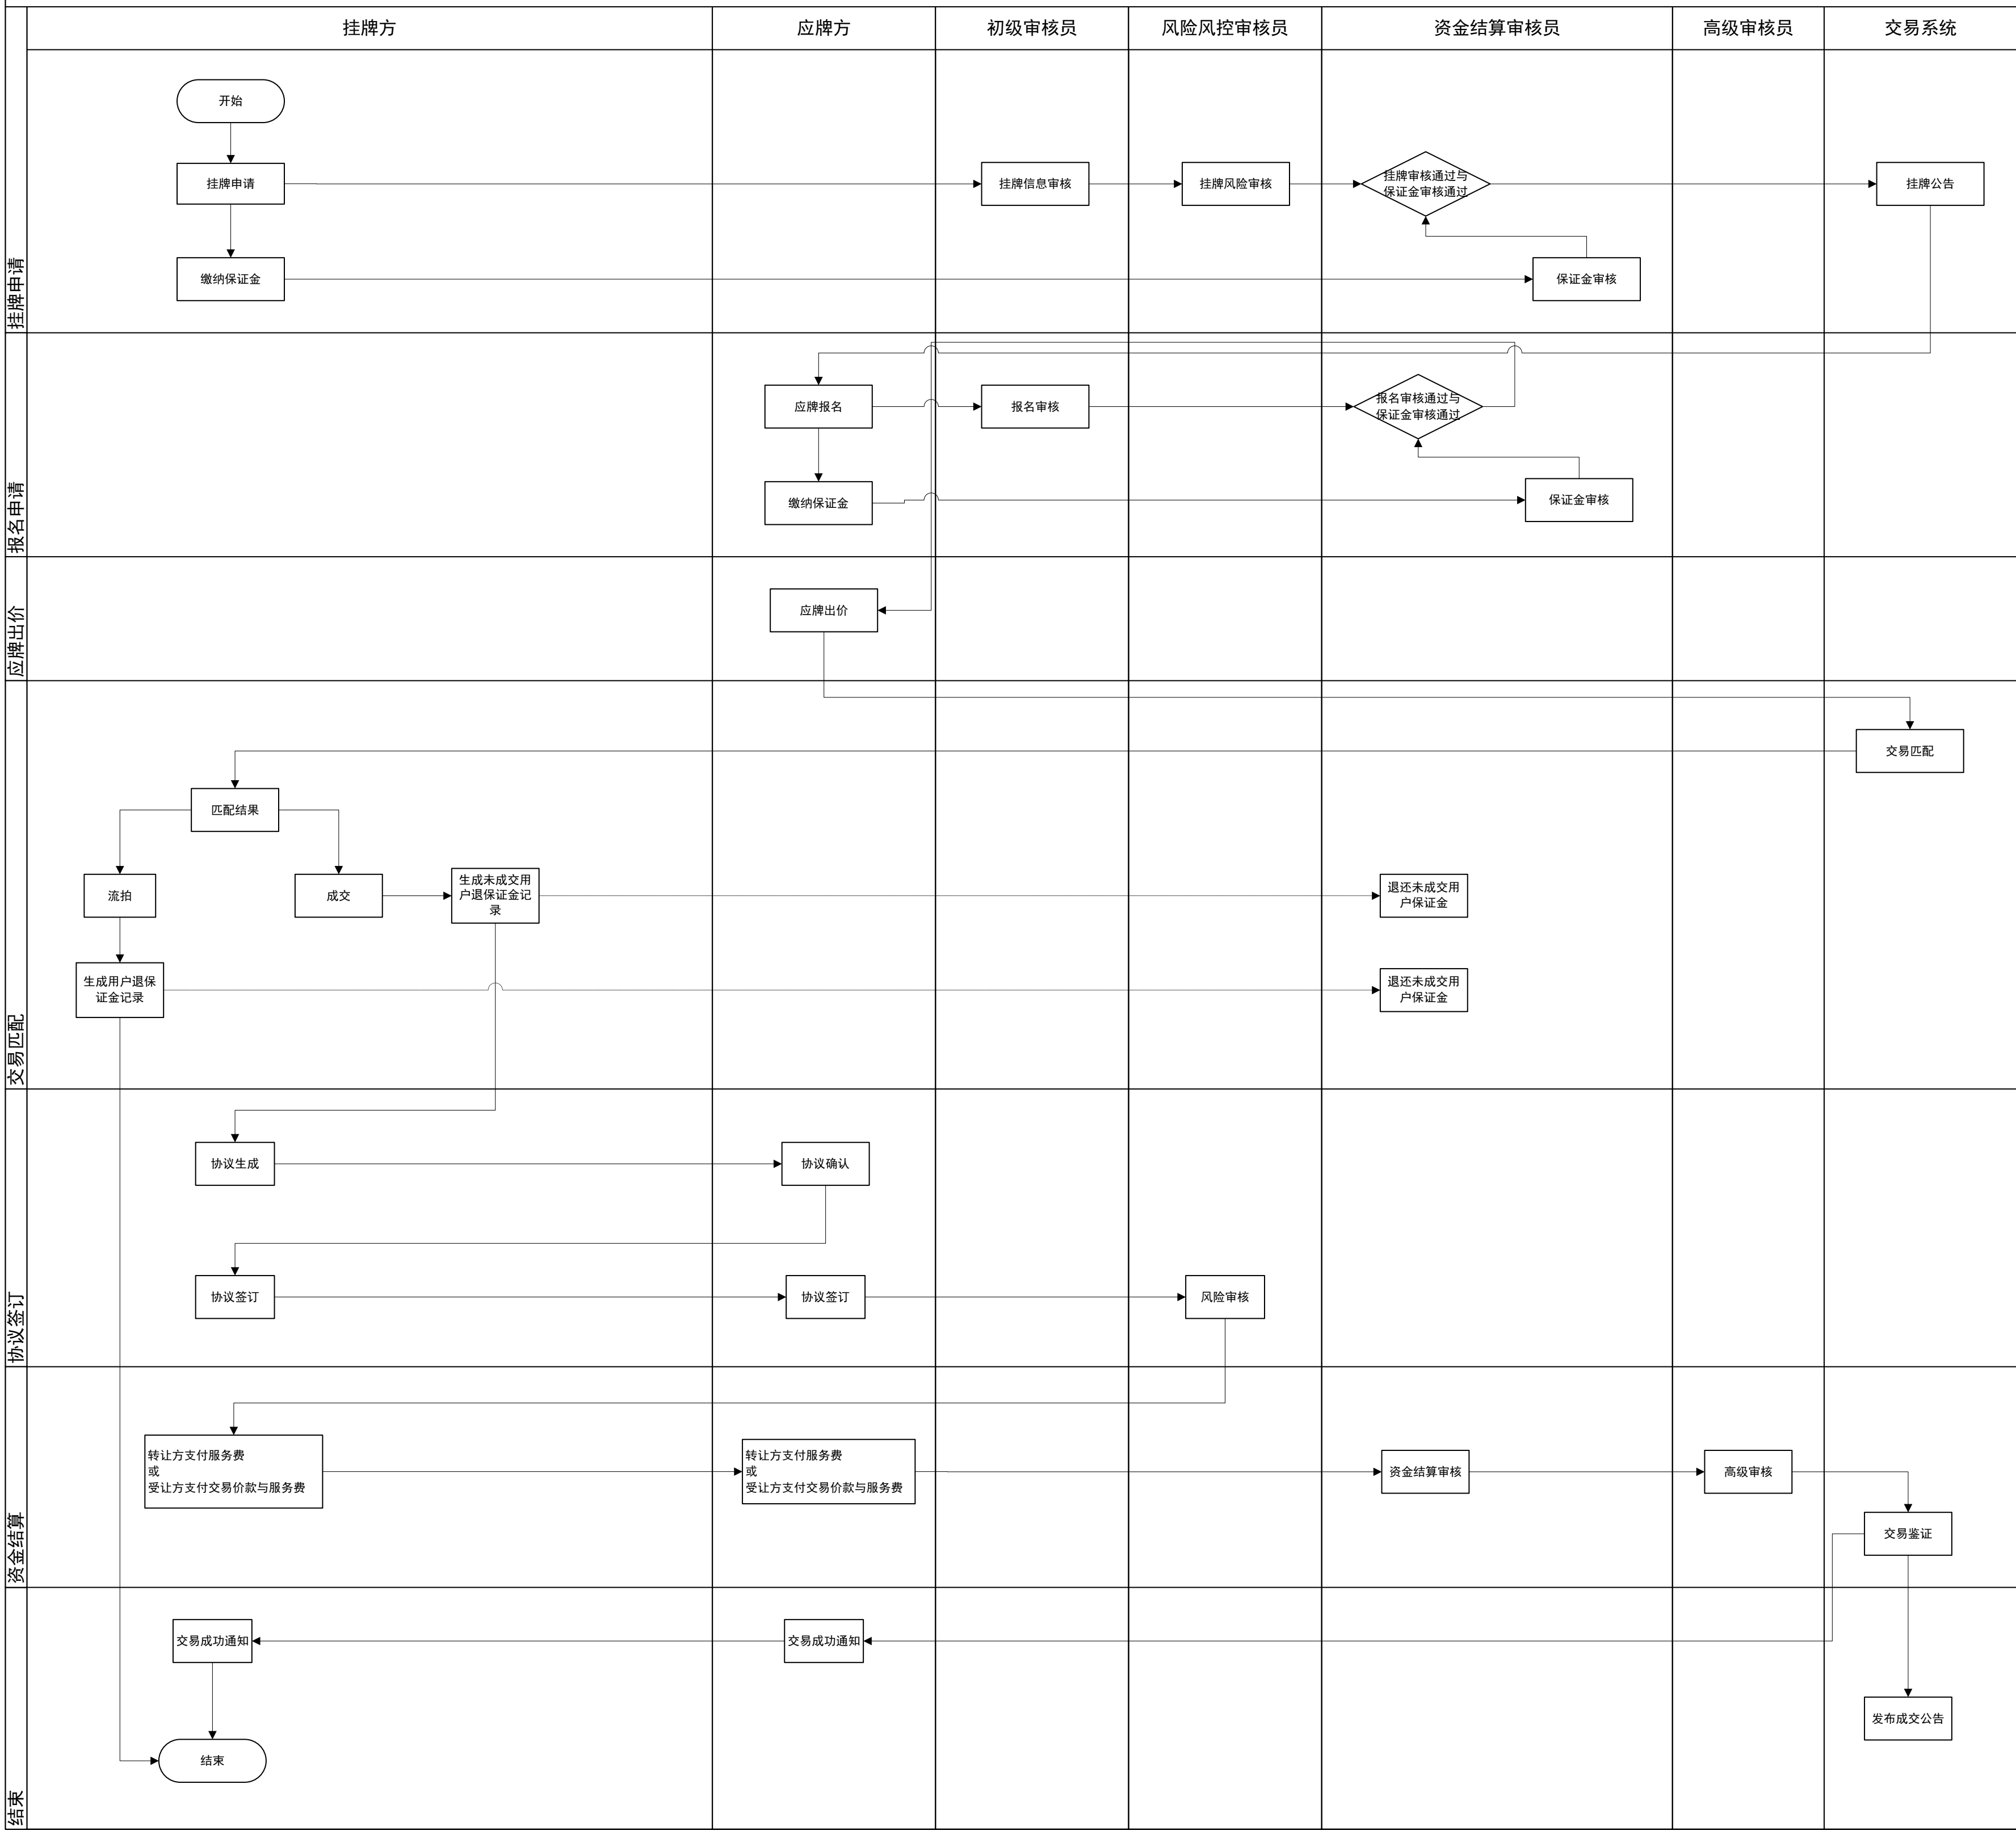 挂牌方
应牌方
初级审核员
风险风控审核员
资金结算审核员
高级审核员
交易系统
挂牌申请
开始
挂牌申请
挂牌信息审核
挂牌风险审核
挂牌审核通过与
保证金审核通过
挂牌公告
缴纳保证金
保证金审核
报名申请
应牌报名
报名审核
报名审核通过与
保证金审核通过
缴纳保证金
保证金审核
应牌出价
应牌出价
交易匹配
交易匹配
匹配结果
流拍
成交
生成未成交用
户退保证金记
录
退还未成交用
户保证金
生成用户退保
证金记录
退还未成交用
户保证金
协议签订
协议生成
协议确认
协议签订
协议签订
风险审核
资金结算
转让方支付服务费
或
受让方支付交易价款与服务费
转让方支付服务费
或
受让方支付交易价款与服务费
资金结算审核
高级审核
交易鉴证
结束
交易成功通知
交易成功通知
发布成交公告
结束